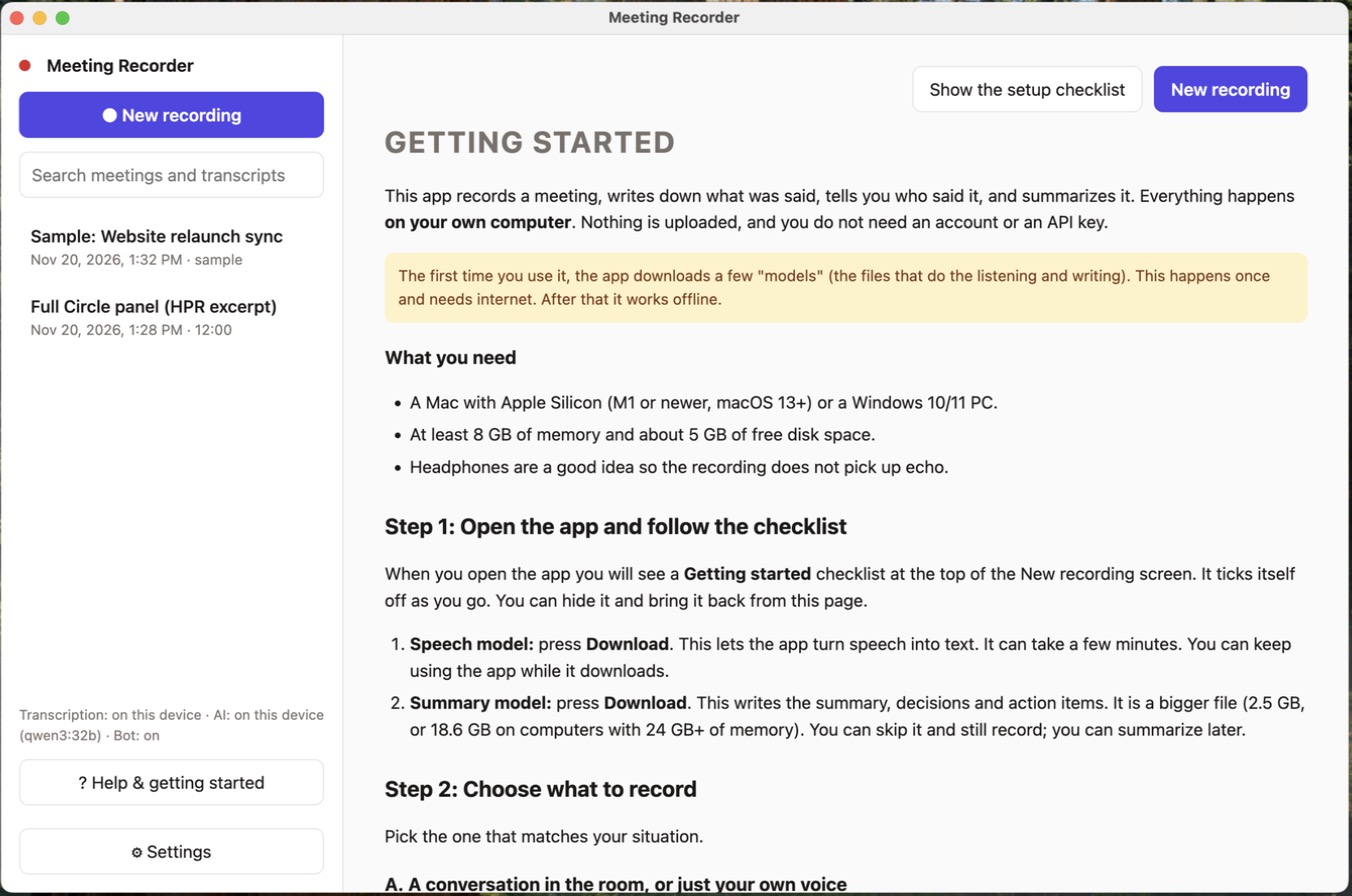 Meeting Recorder
Meeting Recorder
New recording
Search meetings and transcripts
Sample: Website relaunch sync
Nov 20, 2026, 1:32 PM · sample
Full Circle panel (HPR excerpt)
Nov 20, 2026, 1:28 PM · 12:00
Transcription: on this device · AI: on this device
(qwen3:32b) · Bot: on
? Help & getting started
⚙ Settings
Show the setup checklist
New recording
GETTING STARTED
This app records a meeting, writes down what was said, tells you who said it, and summarizes it. Everything happens
on your own computer. Nothing is uploaded, and you do not need an account or an API key.
The first time you use it, the app downloads a few "models" (the files that do the listening and writing). This happens once
and needs internet. After that it works offline.
What you need
• A Mac with Apple Silicon (M1 or newer, macOS 13+) or a Windows 10/11 PC.
• At least 8 GB of memory and about 5 GB of free disk space.
• Headphones are a good idea so the recording does not pick up echo.
Step 1: Open the app and follow the checklist
When you open the app you will see a Getting started checklist at the top of the New recording screen. It ticks itself
off as you go. You can hide it and bring it back from this page.
1. Speech model: press Download. This lets the app turn speech into text. It can take a few minutes. You can keep
using the app while it downloads.
2. Summary model: press Download. This writes the summary, decisions and action items. It is a bigger file (2.5 GB,
or 18.6 GB on computers with 24 GB+ of memory). You can skip it and still record; you can summarize later.
Step 2: Choose what to record
Pick the one that matches your situation.
A. A conversation in the room, or just your own voice